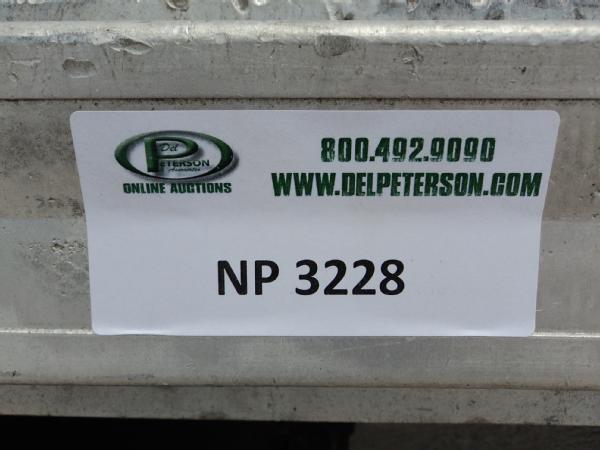 Del
PETERSON
Associates
ONLINE AUCTIONS
800.492.9090
WWW.DELPETERSON.COM
NP 3228